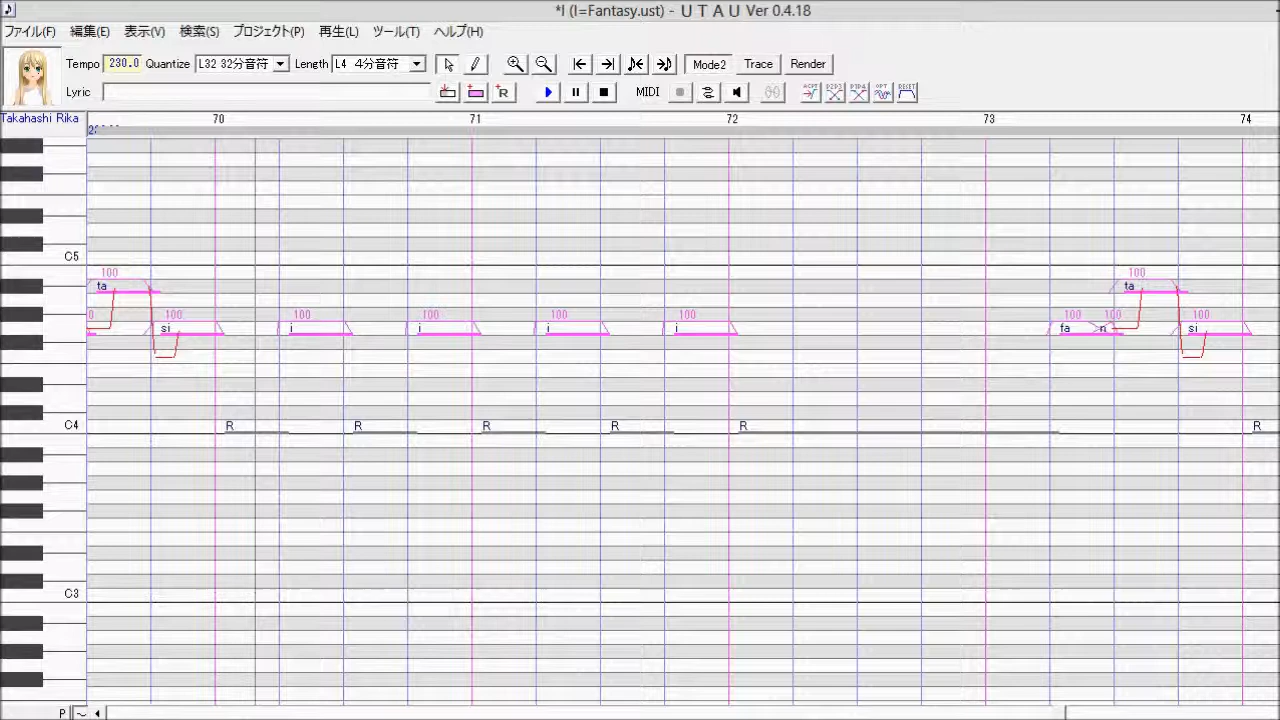 *I (I=Fantasy.ust) - UTAU Ver 0.4.18
ファイル(F) 編集(E) 表示(V) 検索(S) プロジェクト(P) 再生(L) ツール(T) ヘルプ(H)
Tempo 230.0 Quantize L32 32分音符 Length L4 4分音符 Mode2 Trace Render
Lyric +R MIDI
Takahashi Rika 70 71 72 73 74
C5
100 100
ta ta
0 100 100 100 100 100 100 100 100
si i i i i fa n si
C4 R R R R R R
C3
P